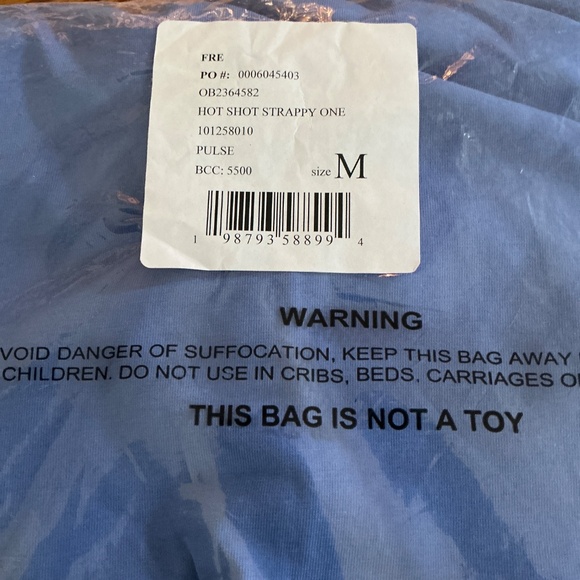 FRE
PO #: 0006045403
OB2364582
HOT SHOT STRAPPY ONE
101258010
PULSE
BCC: 5500 size M
1 98793 58899 4
WARNING
VOID DANGER OF SUFFOCATION, KEEP THIS BAG AWAY
CHILDREN. DO NOT USE IN CRIBS, BEDS, CARRIAGES O
THIS BAG IS NOT A TOY